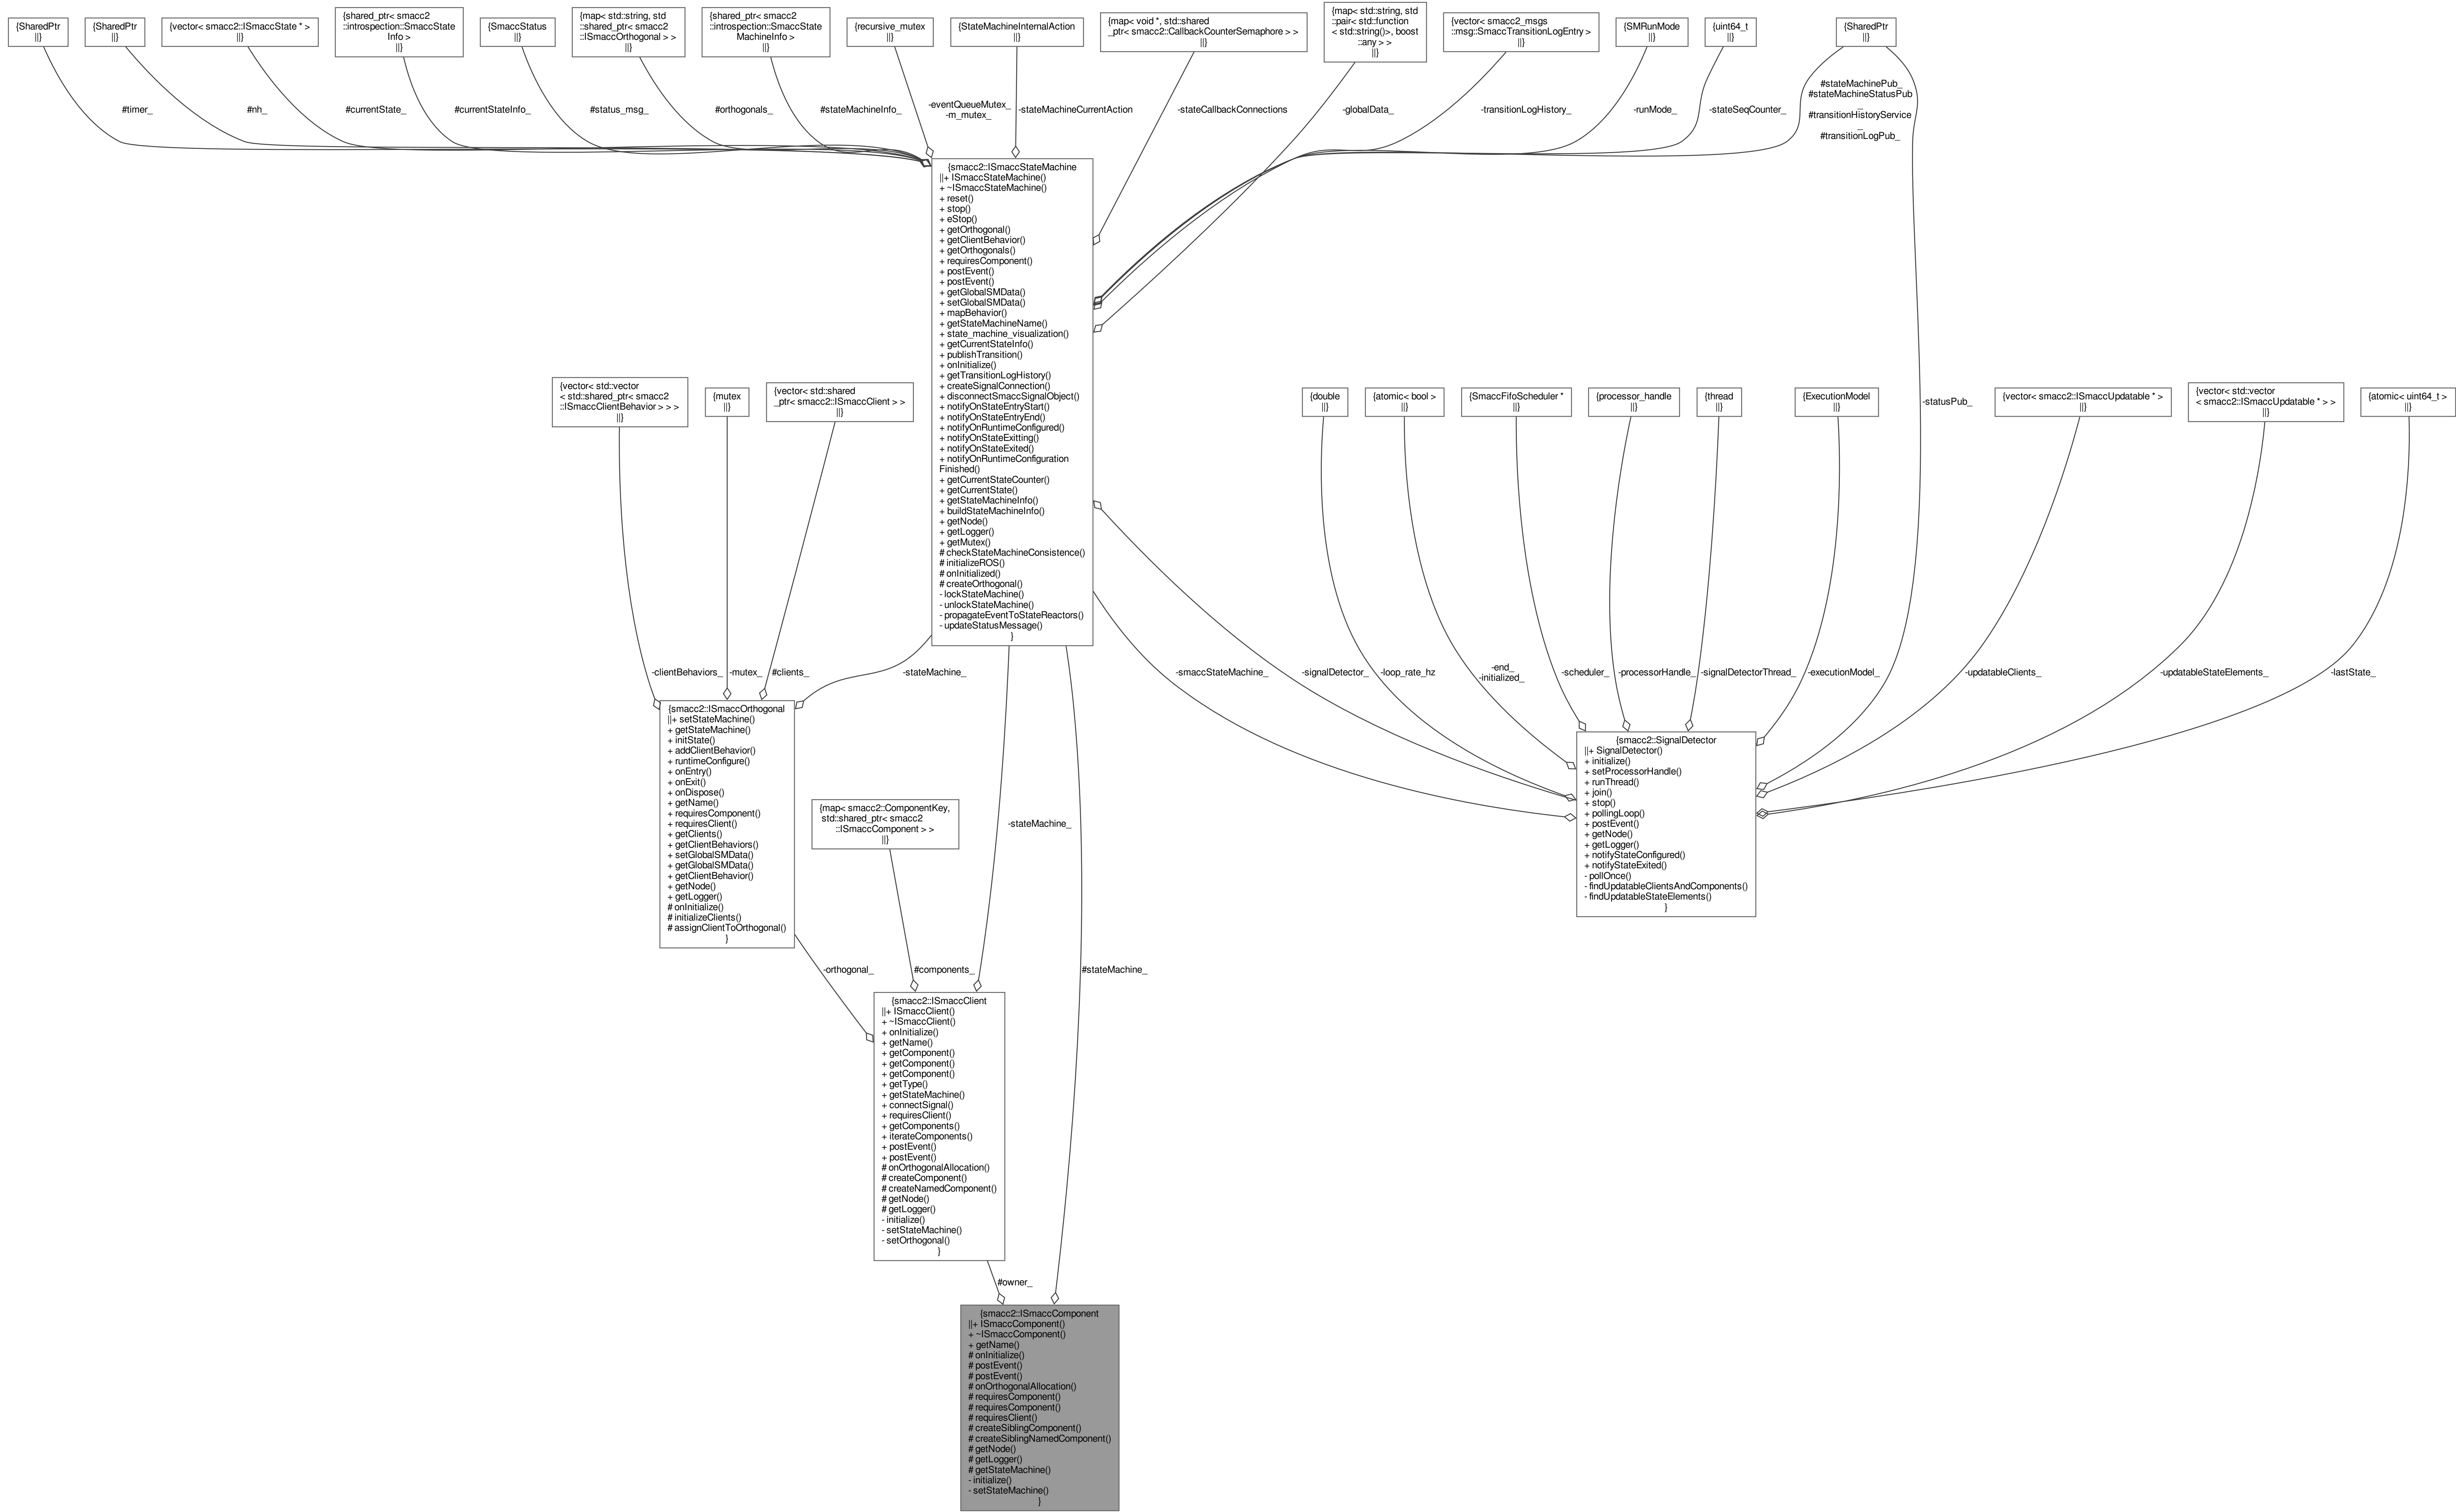 {SharedPtr
||}
{SharedPtr
||}
{vector< smacc2::ISmaccState * >
||}
{shared_ptr< smacc2
::introspection::SmaccState
Info >
||}
{SmaccStatus
||}
{map< std::string, std
::shared_ptr< smacc2
::ISmaccOrthogonal > >
||}
{shared_ptr< smacc2
::introspection::SmaccState
MachineInfo >
||}
{recursive_mutex
||}
{StateMachineInternalAction
||}
{map< void *, std::shared
_ptr< smacc2::CallbackCounterSemaphore > >
||}
{map< std::string, std
::pair< std::function
< std::string()>, boost
::any > >
||}
{vector< smacc2_msgs
::msg::SmaccTransitionLogEntry >
||}
{SMRunMode
||}
{uint64_t
||}
{SharedPtr
||}
#timer_
#nh_
#currentState_
#currentStateInfo_
#status_msg_
#orthogonals_
#stateMachineInfo_
-eventQueueMutex_
-m_mutex_
-stateMachineCurrentAction
-stateCallbackConnections
-globalData_
-transitionLogHistory_
-runMode_
-stateSeqCounter_
#stateMachinePub_
#stateMachineStatusPub
_
#transitionHistoryService
_
#transitionLogPub_
{smacc2::ISmaccStateMachine
||+ ISmaccStateMachine()
+ ~ISmaccStateMachine()
+ reset()
+ stop()
+ eStop()
+ getOrthogonal()
+ getClientBehavior()
+ getOrthogonals()
+ requiresComponent()
+ postEvent()
+ postEvent()
+ getGlobalSMData()
+ setGlobalSMData()
+ mapBehavior()
+ getStateMachineName()
+ state_machine_visualization()
+ getCurrentStateInfo()
+ publishTransition()
+ onInitialize()
+ getTransitionLogHistory()
+ createSignalConnection()
+ disconnectSmaccSignalObject()
+ notifyOnStateEntryStart()
+ notifyOnStateEntryEnd()
+ notifyOnRuntimeConfigured()
+ notifyOnStateExitting()
+ notifyOnStateExited()
+ notifyOnRuntimeConfiguration
Finished()
+ getCurrentStateCounter()
+ getCurrentState()
+ getStateMachineInfo()
+ buildStateMachineInfo()
+ getNode()
+ getLogger()
+ getMutex()
# checkStateMachineConsistence()
# initializeROS()
# onInitialized()
# createOrthogonal()
- lockStateMachine()
- unlockStateMachine()
- propagateEventToStateReactors()
- updateStatusMessage()
}
{vector< std::vector
< std::shared_ptr< smacc2
::ISmaccClientBehavior > > >
||}
{mutex
||}
{vector< std::shared
_ptr< smacc2::ISmaccClient > >
||}
{double
||}
{atomic< bool >
||}
{SmaccFifoScheduler *
||}
{processor_handle
||}
{thread
||}
{ExecutionModel
||}
-statusPub_
{vector< smacc2::ISmaccUpdatable * >
||}
{vector< std::vector
< smacc2::ISmaccUpdatable * > >
||}
{atomic< uint64_t >
||}
-clientBehaviors_
-mutex_
#clients_
-stateMachine_
-smaccStateMachine_
-signalDetector_
-loop_rate_hz
-end_
-initialized_
-scheduler_
-processorHandle_
-signalDetectorThread_
-executionModel_
-updatableClients_
-updatableStateElements_
-lastState_
{smacc2::ISmaccOrthogonal
||+ setStateMachine()
+ getStateMachine()
+ initState()
+ addClientBehavior()
+ runtimeConfigure()
+ onEntry()
+ onExit()
+ onDispose()
+ getName()
+ requiresComponent()
+ requiresClient()
+ getClients()
+ getClientBehaviors()
+ setGlobalSMData()
+ getGlobalSMData()
+ getClientBehavior()
+ getNode()
+ getLogger()
# onInitialize()
# initializeClients()
# assignClientToOrthogonal()
}
{smacc2::SignalDetector
||+ SignalDetector()
+ initialize()
+ setProcessorHandle()
+ runThread()
+ join()
+ stop()
+ pollingLoop()
+ postEvent()
+ getNode()
+ getLogger()
+ notifyStateConfigured()
+ notifyStateExited()
- pollOnce()
- findUpdatableClientsAndComponents()
- findUpdatableStateElements()
}
{map< smacc2::ComponentKey,
std::shared_ptr< smacc2
::ISmaccComponent > >
||}
-stateMachine_
-orthogonal_
#components_
#stateMachine_
{smacc2::ISmaccClient
||+ ISmaccClient()
+ ~ISmaccClient()
+ onInitialize()
+ getName()
+ getComponent()
+ getComponent()
+ getComponent()
+ getType()
+ getStateMachine()
+ connectSignal()
+ requiresClient()
+ getComponents()
+ iterateComponents()
+ postEvent()
+ postEvent()
# onOrthogonalAllocation()
# createComponent()
# createNamedComponent()
# getNode()
# getLogger()
- initialize()
- setStateMachine()
- setOrthogonal()
}
#owner_
{smacc2::ISmaccComponent
||+ ISmaccComponent()
+ ~ISmaccComponent()
+ getName()
# onInitialize()
# postEvent()
# postEvent()
# onOrthogonalAllocation()
# requiresComponent()
# requiresComponent()
# requiresClient()
# createSiblingComponent()
# createSiblingNamedComponent()
# getNode()
# getLogger()
# getStateMachine()
- initialize()
- setStateMachine()
}